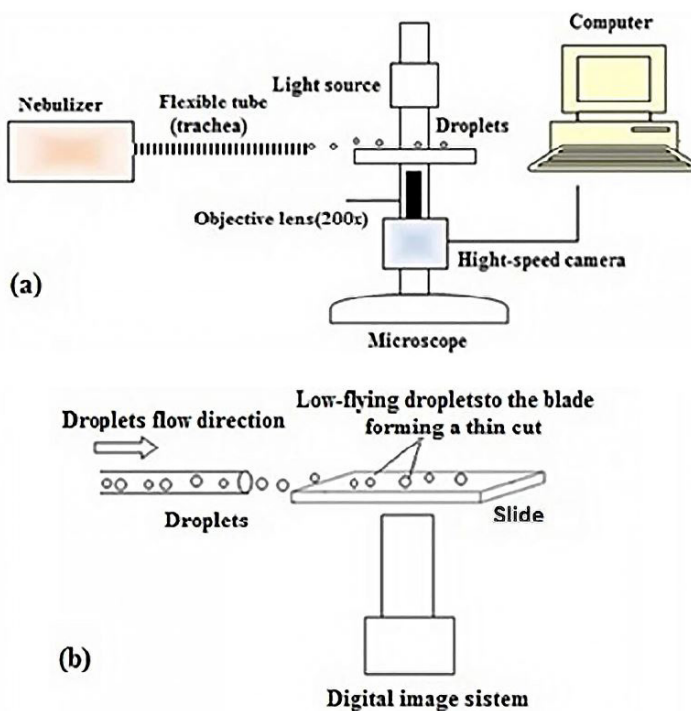 Computer
Light source
Nebulizer
Flexible tube
(trachea)
Droplets
Objective lens(200x)
Hight-speed camera
(a)
Microscope
Low-flying dropletsto the blade
forming a thin cut
Droplets flow direction
Droplets
Slide
(b)
Digital image sistem